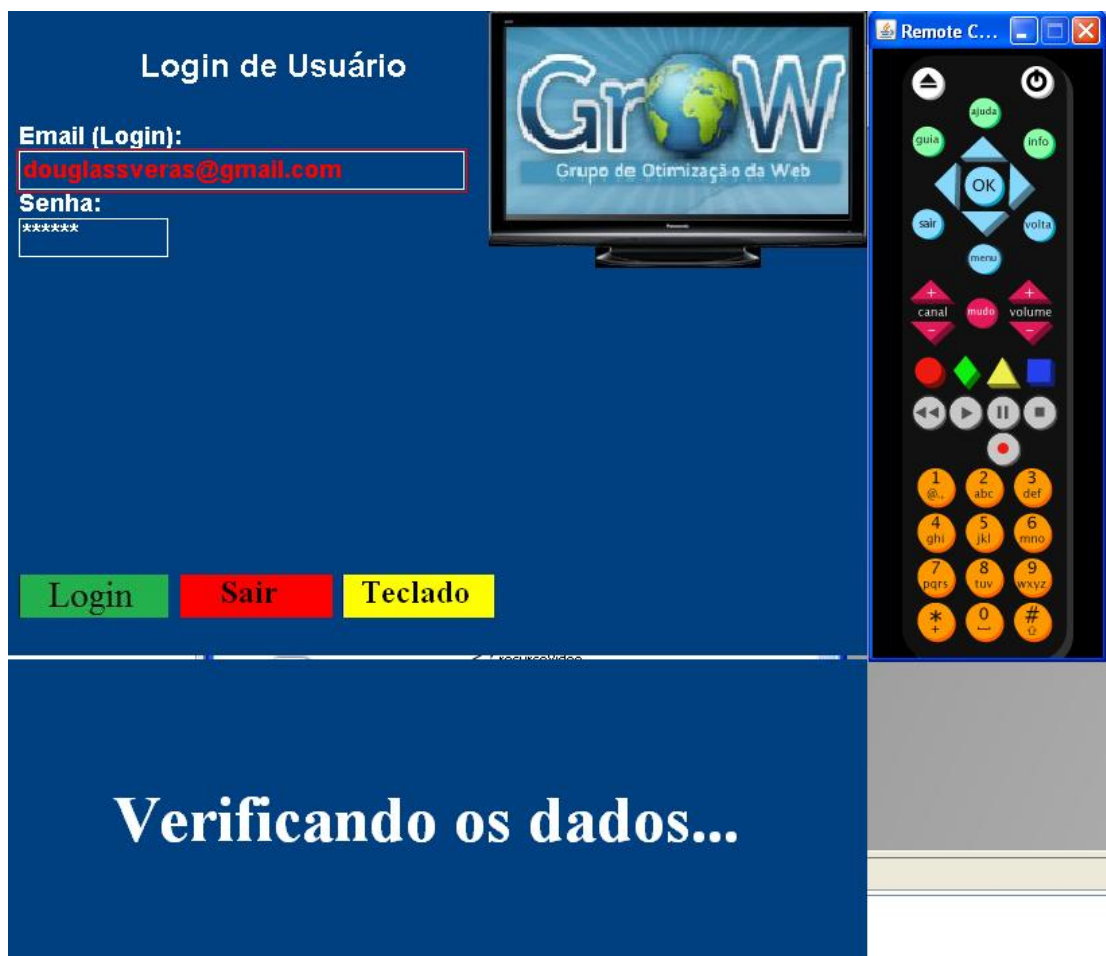 Login de Usuário
Email (Login):
douglassveras@gmail.com
Senha:
******
GroW
Grupo de Otimização da Web
Panasonic
Login
Sair
Teclado
recursoVideo
Verificando os dados...
Remote C...
ajuda
guia
info
OK
sair
volta
menu
+ +
canal mudo volume
- -
1 2 3
@., abc def
4 5 6
ghi jkl mno
7 8 9
pqrs tuv wxyz
* 0 #
+